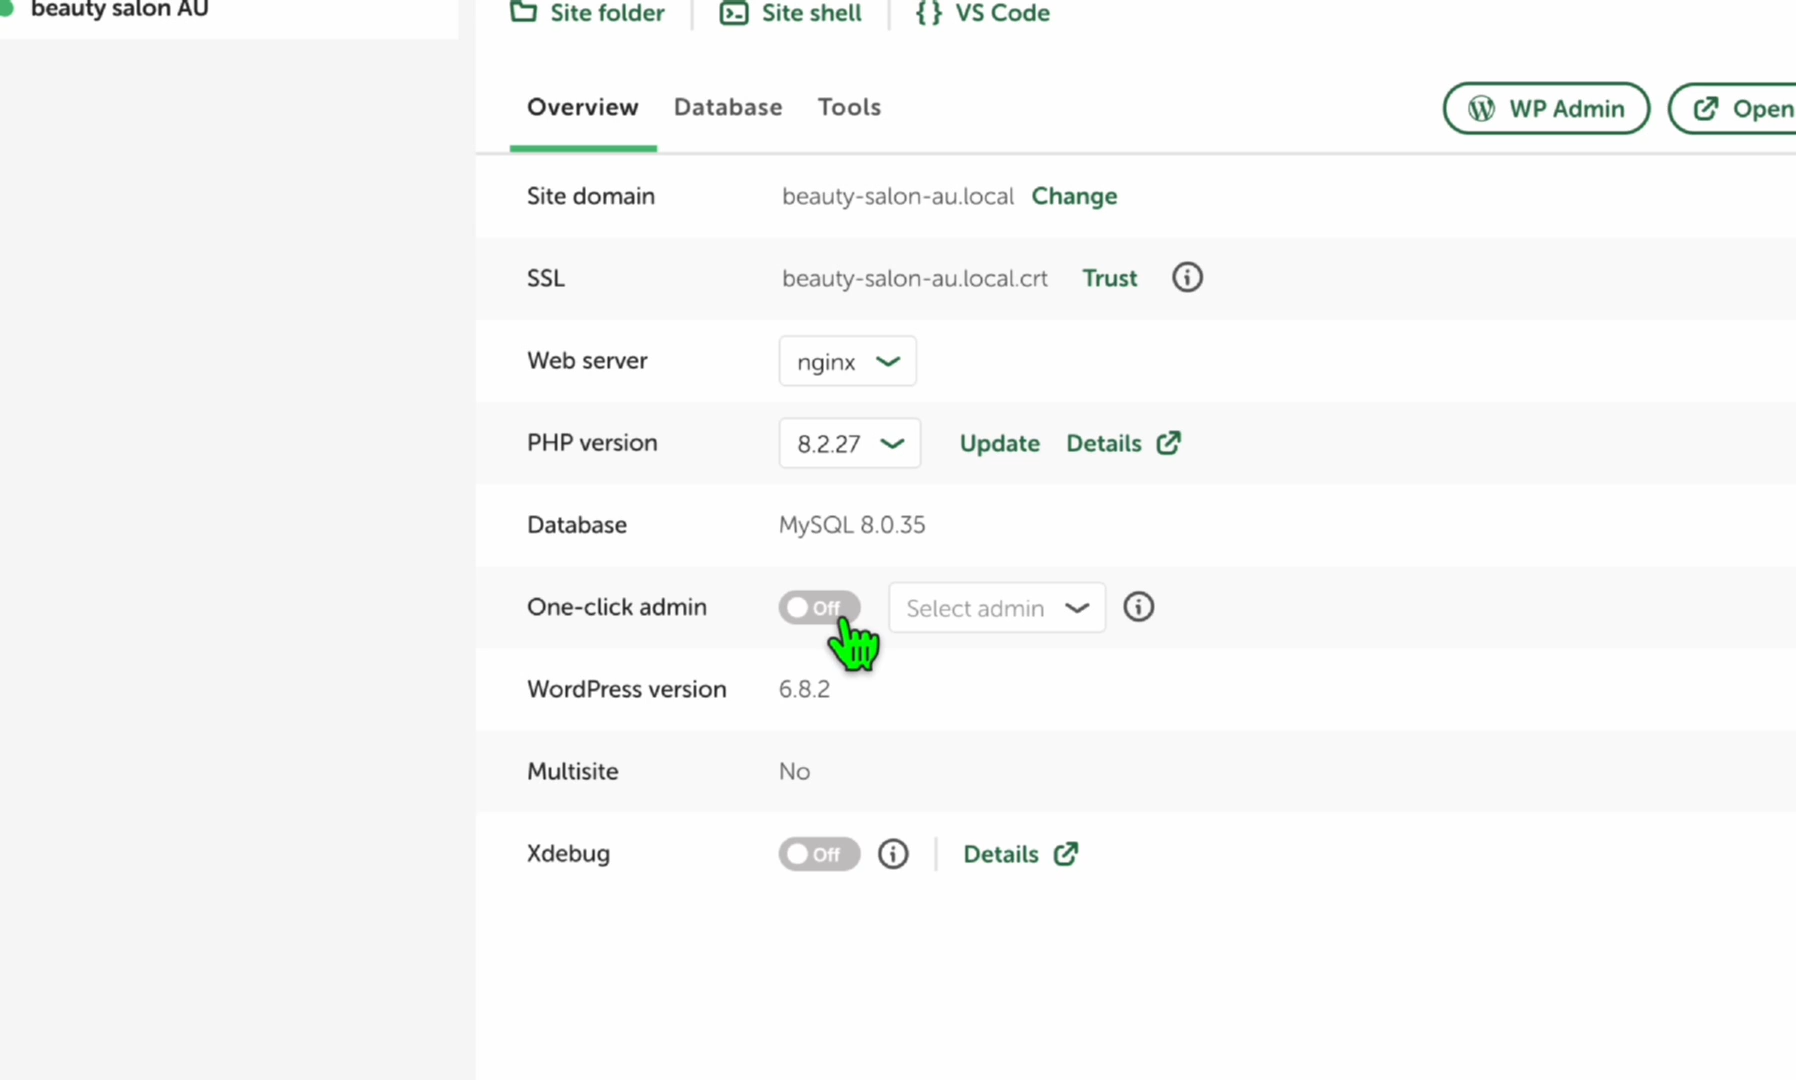 beauty salon AU
Site folder
Site shell
VS Code
Overview
Database
Tools
WP Admin
Open
Site domain
beauty-salon-au.local
Change
SSL
beauty-salon-au.local.crt
Trust
Web server
nginx
PHP version
8.2.27
Update
Details
Database
MySQL 8.0.35
One-click admin
Off
Select admin
WordPress version
6.8.2
Multisite
No
Xdebug
Off
Details